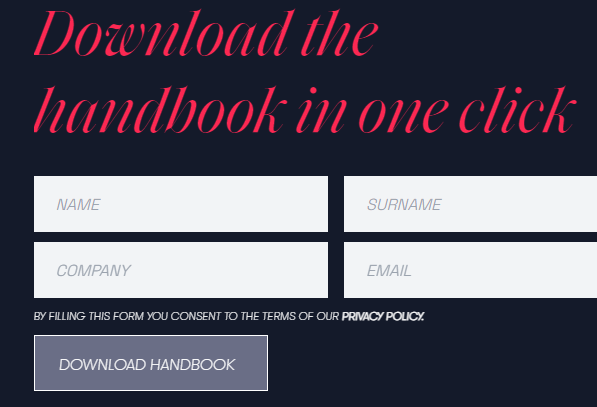 Download the
handbook in one click
NAME
SURNAME
COMPANY
EMAIL
BY FILLING THIS FORM YOU CONSENT TO THE TERMS OF OUR PRIVACY POLICY.
DOWNLOAD HANDBOOK